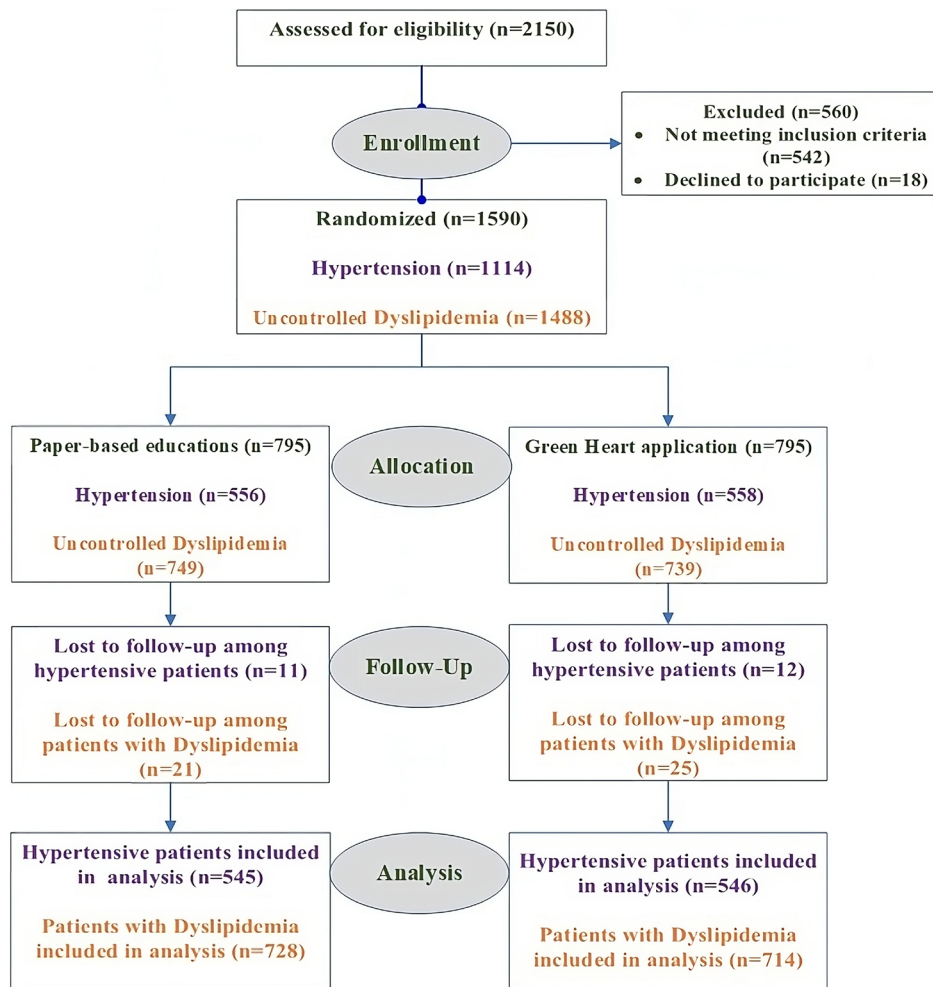 Assessed for eligibility (n=2150)
Enrollment
Excluded (n=560)
• Not meeting inclusion criteria
(n=542)
• Declined to participate (n=18)
Randomized (n=1590)
Hypertension (n=1114)
Uncontrolled Dyslipidemia (n=1488)
Paper-based educations (n=795)
Hypertension (n=556)
Uncontrolled Dyslipidemia
(n=749)
Allocation
Green Heart application (n=795)
Hypertension (n=558)
Uncontrolled Dyslipidemia
(n=739)
Lost to follow-up among
hypertensive patients (n=11)
Lost to follow-up among
patients with Dyslipidemia
(n=21)
Follow-Up
Lost to follow-up among
hypertensive patients (n=12)
Lost to follow-up among
patients with Dyslipidemia
(n=25)
Hypertensive patients included
in analysis (n=545)
Patients with Dyslipidemia
included in analysis (n=728)
Analysis
Hypertensive patients included
in analysis (n=546)
Patients with Dyslipidemia
included in analysis (n=714)